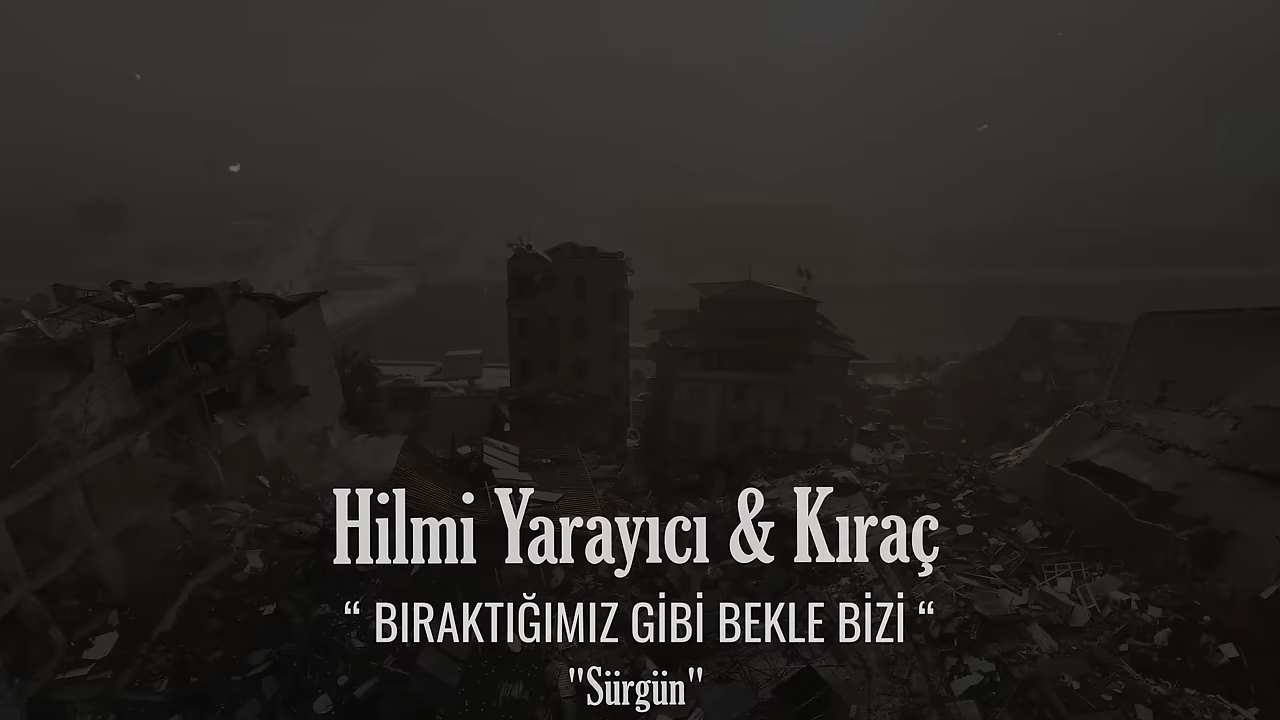 Hilmi Yarayıcı & Kıraç
“ BIRAKTIĞIMIZ GİBİ BEKLE BİZİ “
"Sürgün"